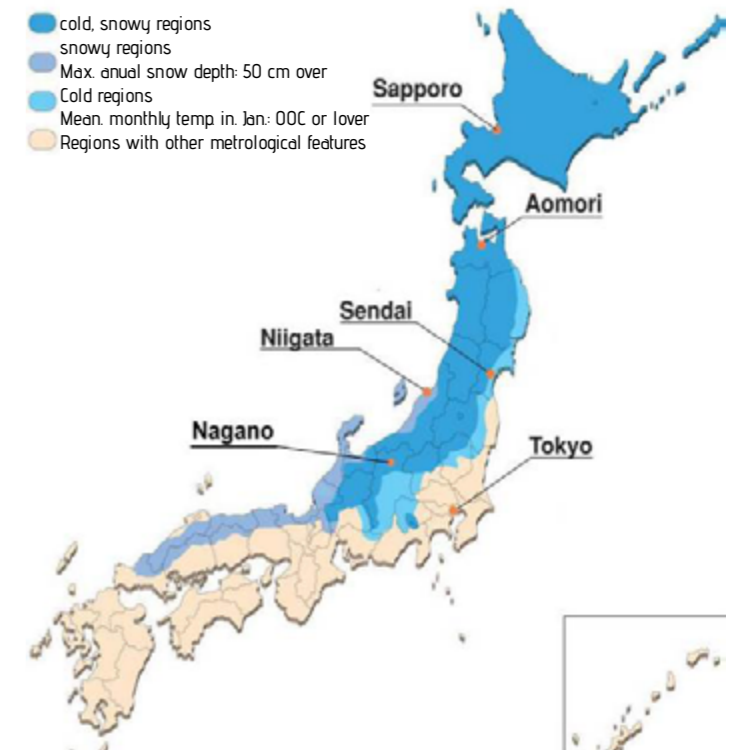 cold, snowy regions
snowy regions
Max. anual snow depth: 50 cm over
Cold regions
Mean. monthly temp. in. Jan.: OOC or lover
Regions with other metrological features
Sapporo
Aomori
Sendai
Niigata
Nagano
Tokyo